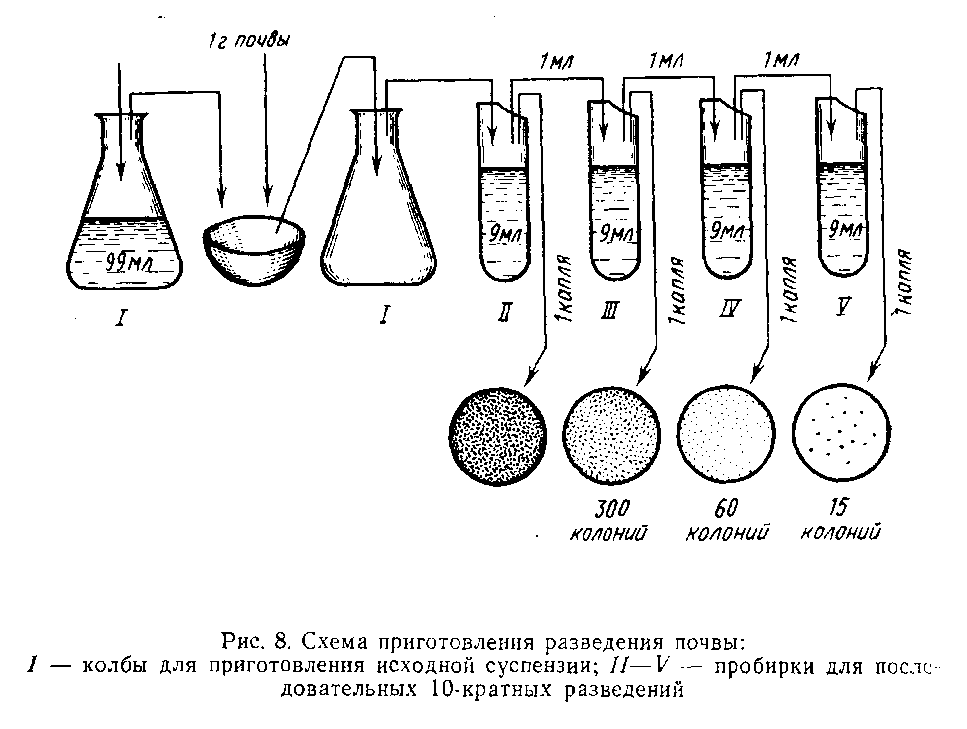 1г почвы
1мл 1мл 1мл
99мл 9мл 9мл 9мл 9мл
1 капля 1 капля 1 капля 1 капля
I I II III IV V
300 60 15
колоний колоний колоний
Рис. 8. Схема приготовления разведения почвы:
I — колбы для приготовления исходной суспензии; II—V — пробирки для после-
довательных 10-кратных разведений